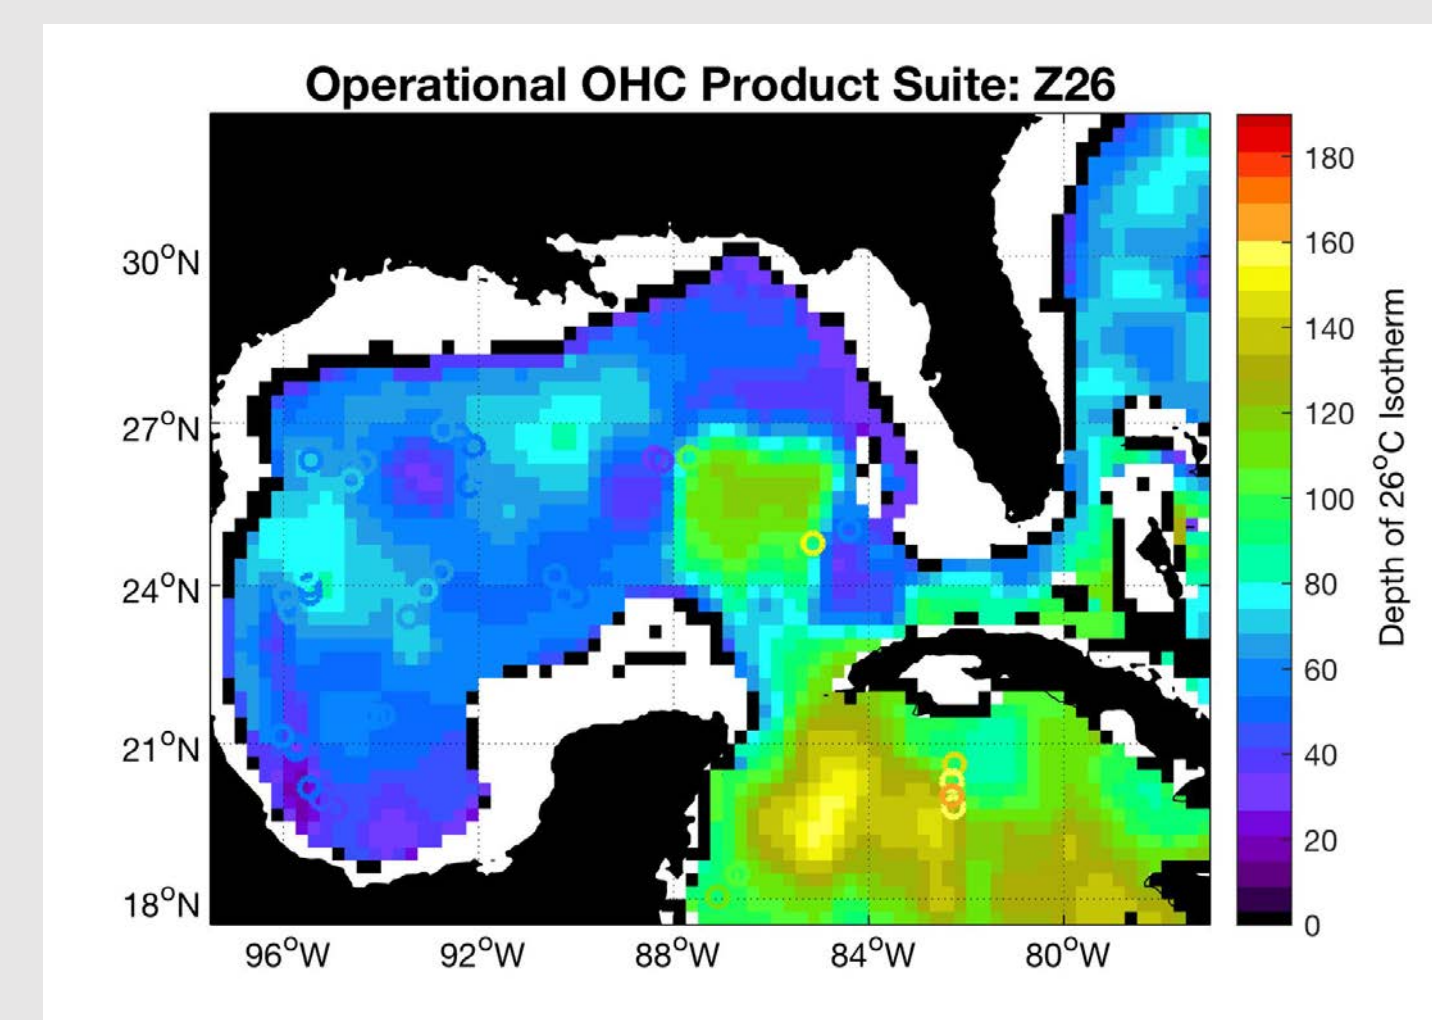 Operational OHC Product Suite: Z26
30°N
27°N
24°N
21°N
18°N
96°W 92°W 88°W 84°W 80°W
180
160
140
120
100
80
60
40
20
0
Depth of 26°C Isotherm